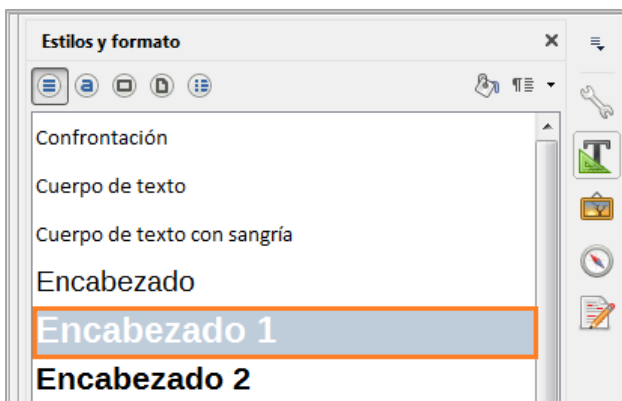 Estilos y formato
Confrontación
Cuerpo de texto
Cuerpo de texto con sangría
Encabezado
Encabezado 1
Encabezado 2